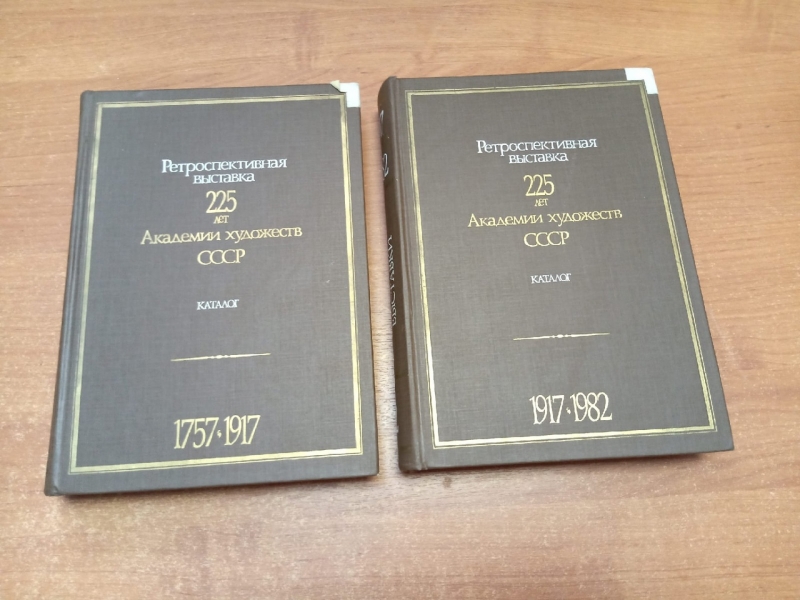 Ретроспективная
выставка
225
лет
Академии художеств
СССР
каталог
1757·1917
Ретроспективная
выставка
225
лет
Академии художеств
СССР
каталог
1917·1982
выставки